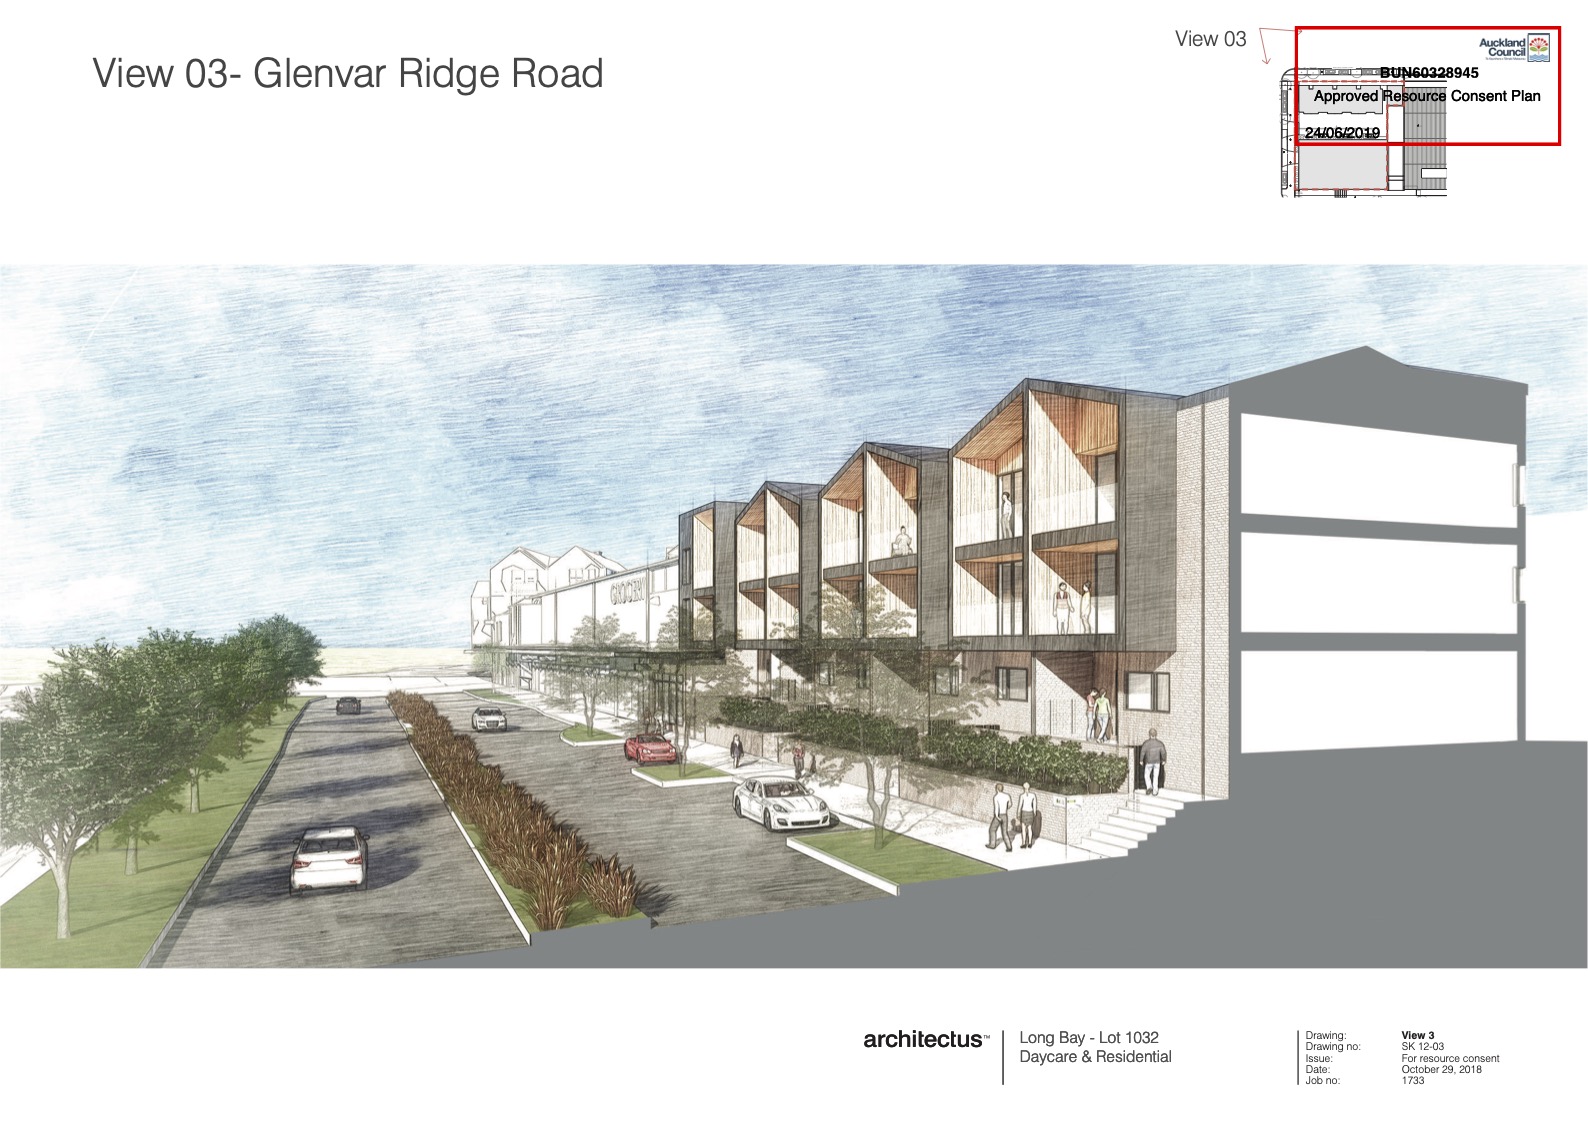 View 03- Glenvar Ridge Road
View 03
Auckland
Council
BUN60328945
Approved Resource Consent Plan
24/06/2019
GROCERY
architectus™
Long Bay - Lot 1032
Daycare & Residential
Drawing: View 3
Drawing no: SK 12-03
Issue: For resource consent
Date: October 29, 2018
Job no: 1733